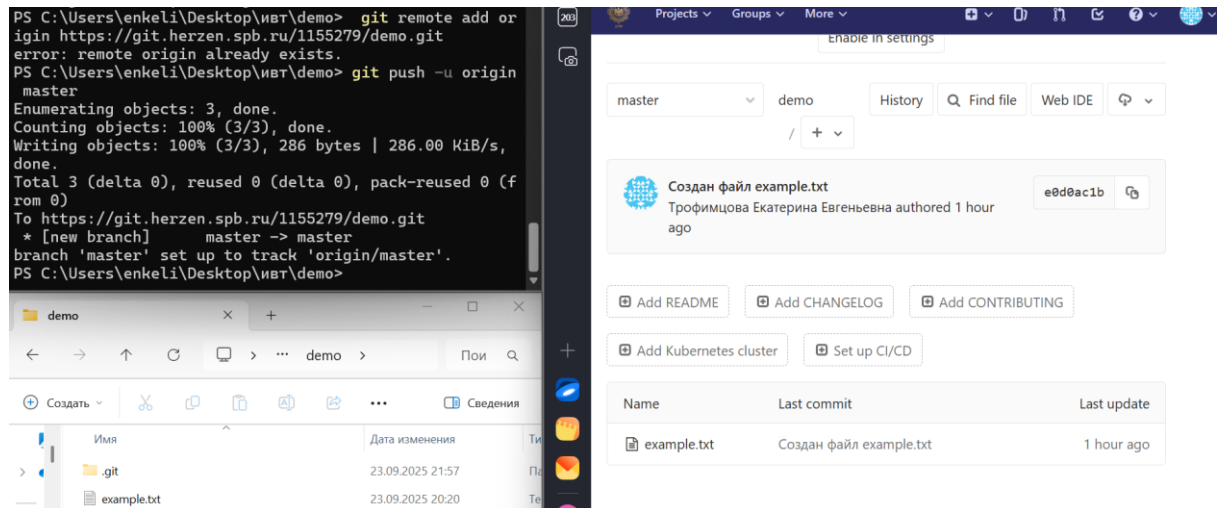 PS C:\Users\enkeli\Desktop\ивт\demo>  git remote add or
igin https://git.herzen.spb.ru/1155279/demo.git
error: remote origin already exists.
PS C:\Users\enkeli\Desktop\ивт\demo> git push -u origin
 master
Enumerating objects: 3, done.
Counting objects: 100% (3/3), done.
Writing objects: 100% (3/3), 286 bytes | 286.00 KiB/s,
done.
Total 3 (delta 0), reused 0 (delta 0), pack-reused 0 (f
rom 0)
To https://git.herzen.spb.ru/1155279/demo.git
 * [new branch]      master -> master
branch 'master' set up to track 'origin/master'.
PS C:\Users\enkeli\Desktop\ивт\demo>
demo
demo
Пои
Создать
Сведения
Имя
Дата изменения
.git
23.09.2025 21:57
example.txt
23.09.2025 20:20
203
Projects
Groups
More
Enable in settings
master
demo
History
Find file
Web IDE
/ +
Создан файл example.txt
Трофимцова Екатерина Евгеньевна authored 1 hour
ago
e0d0ac1b
Add README
Add CHANGELOG
Add CONTRIBUTING
Add Kubernetes cluster
Set up CI/CD
Name Last commit Last update
example.txt Создан файл example.txt 1 hour ago